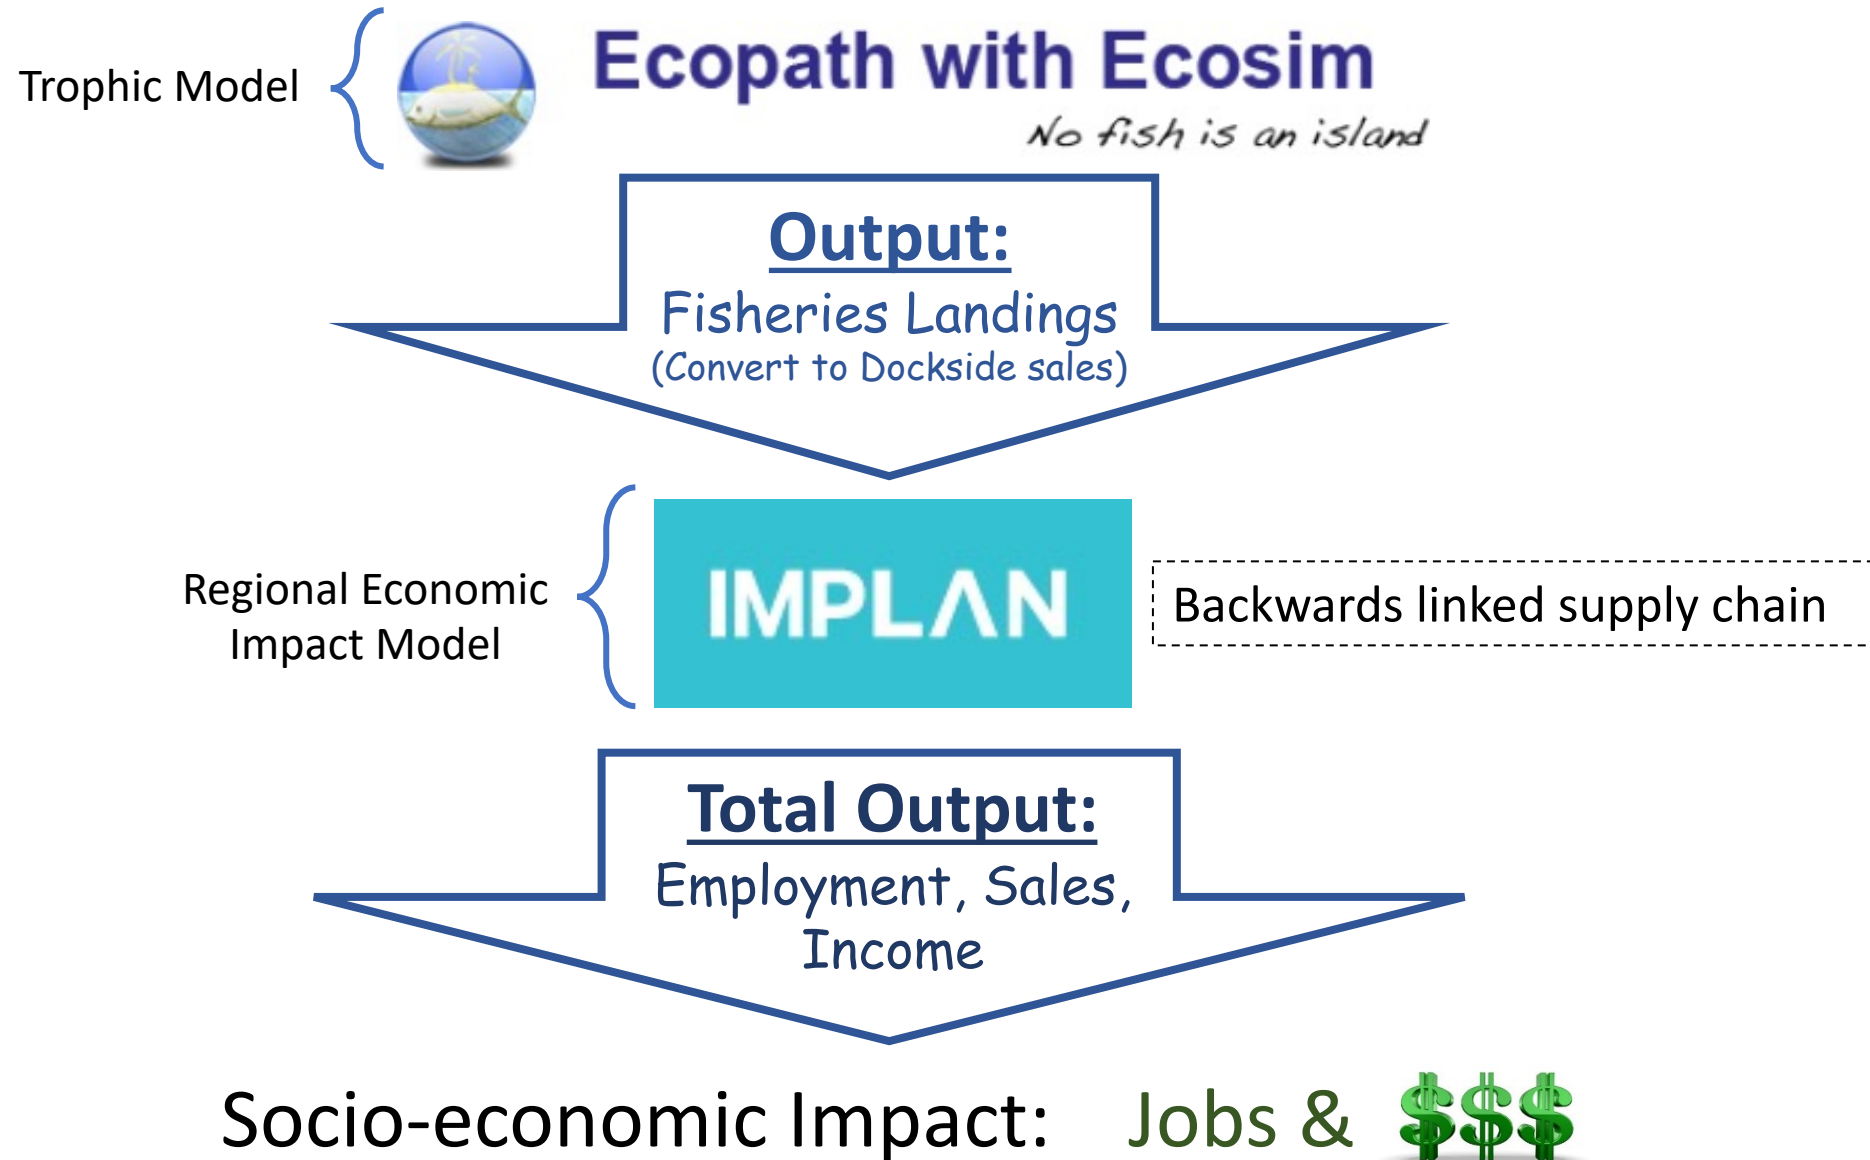 Trophic Model
Ecopath with Ecosim
No fish is an island
Output:
Fisheries Landings
(Convert to Dockside sales)
Regional Economic
Impact Model
IMPLAN
Backwards linked supply chain
Total Output:
Employment, Sales,
Income
Socio-economic Impact: Jobs & $$$